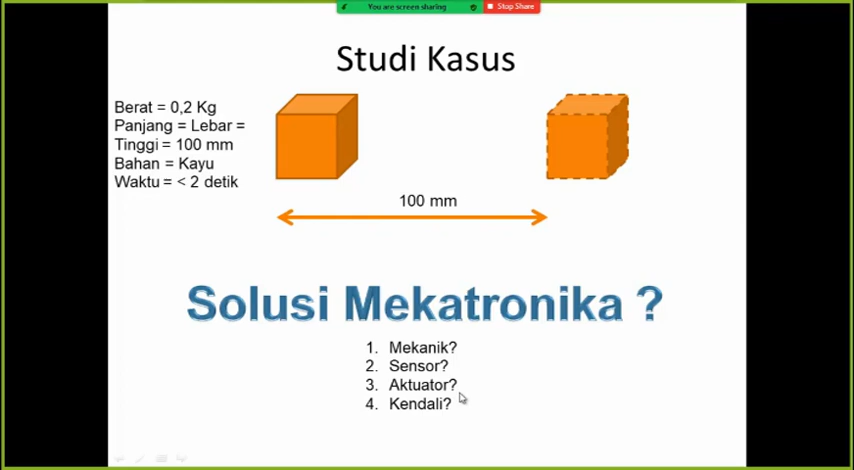 You are screen sharing
Stop Share
Studi Kasus
Berat = 0,2 Kg
Panjang = Lebar =
Tinggi = 100 mm
Bahan = Kayu
Waktu = < 2 detik
100 mm
Solusi Mekatronika ?
1. Mekanik?
2. Sensor?
3. Aktuator?
4. Kendali?